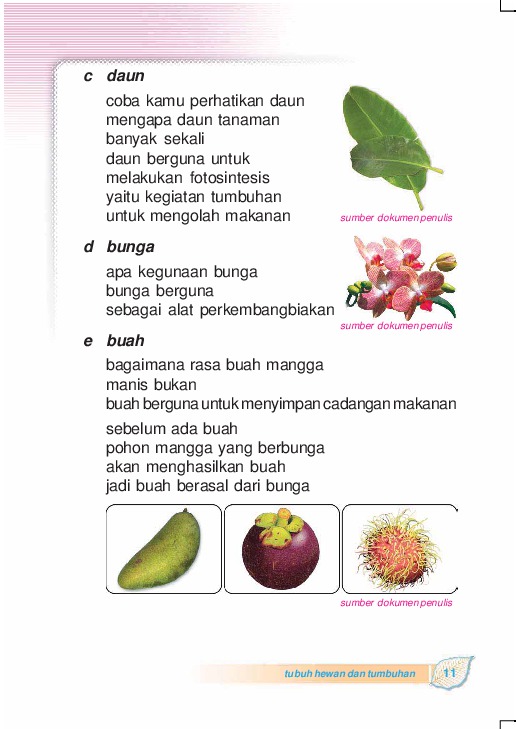 c daun
coba kamu perhatikan daun
mengapa daun tanaman
banyak sekali
daun berguna untuk
melakukan fotosintesis
yaitu kegiatan tumbuhan
untuk mengolah makanan
sumber dokumen penulis
d bunga
apa kegunaan bunga
bunga berguna
sebagai alat perkembangbiakan
sumber dokumen penulis
e buah
bagaimana rasa buah mangga
manis bukan
buah berguna untuk menyimpan cadangan makanan
sebelum ada buah
pohon mangga yang berbunga
akan menghasilkan buah
jadi buah berasal dari bunga
sumber dokumen penulis
tubuh hewan dan tumbuhan 11